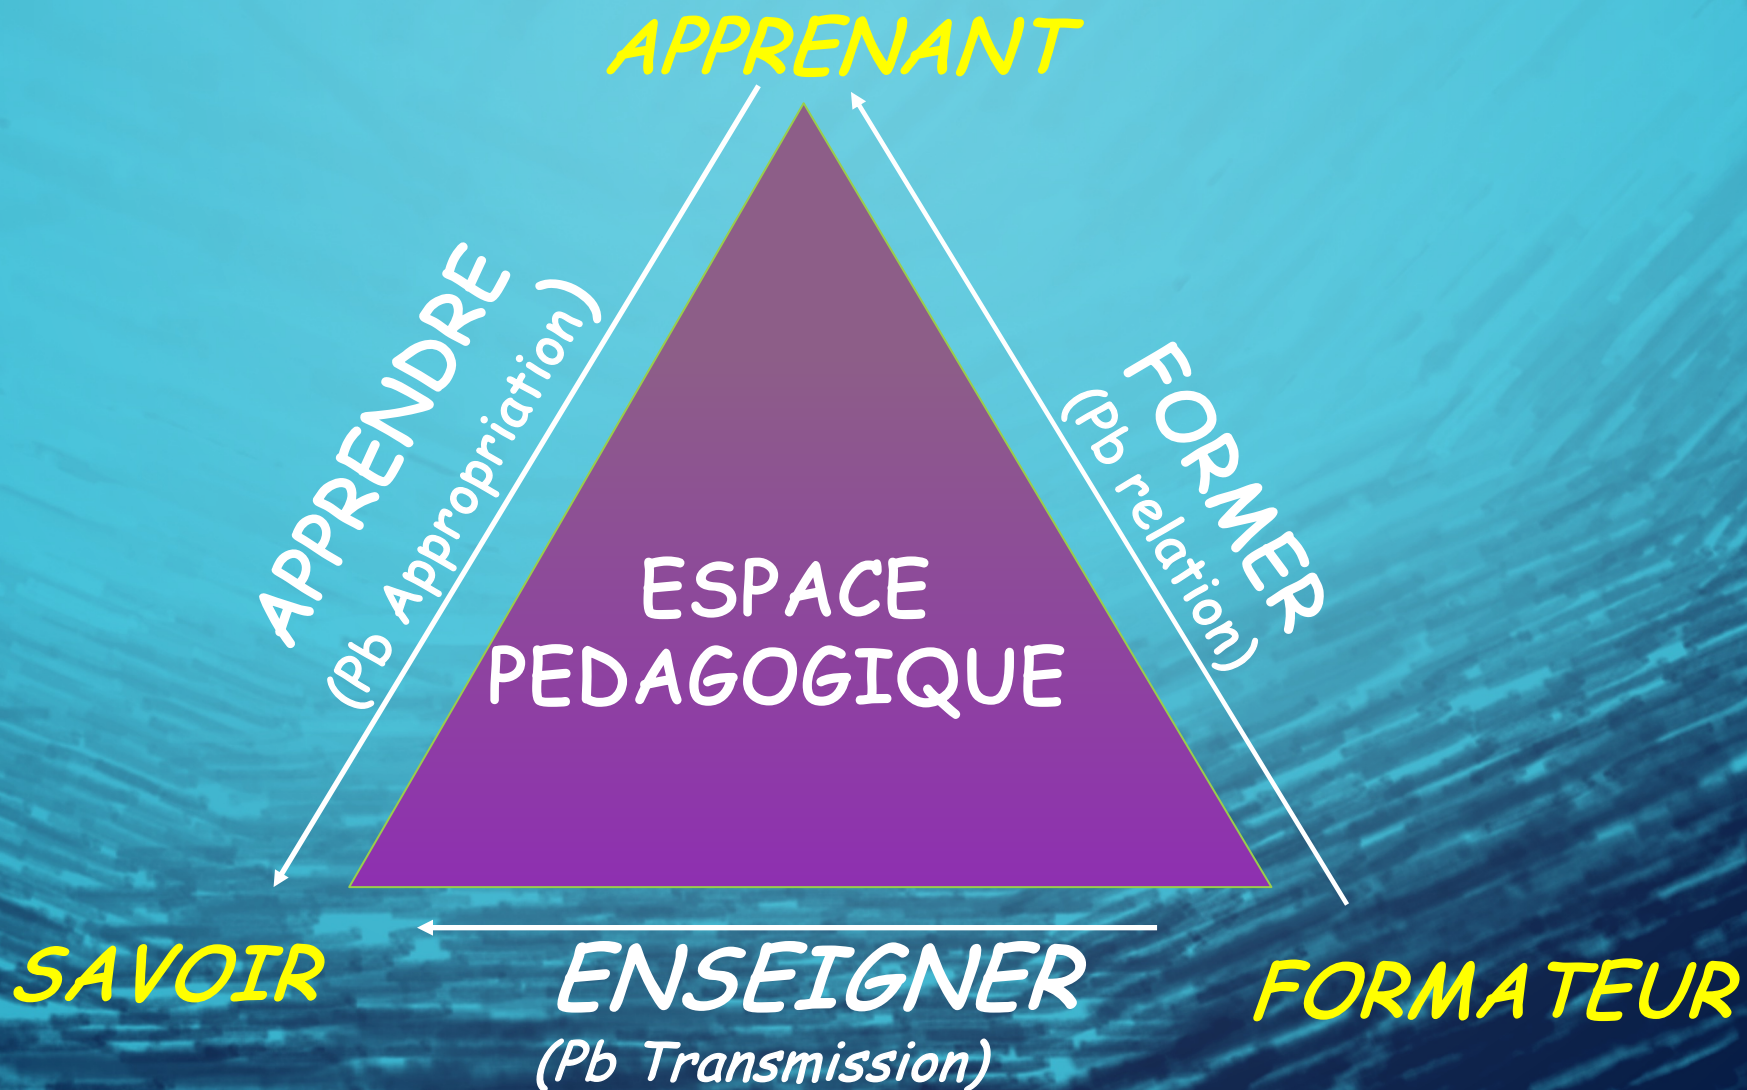 APPRENANT
APPRENDRE
(Pb Appropriation)
FORMER
(Pb relation)
ESPACE
PEDAGOGIQUE
SAVOIR
ENSEIGNER
(Pb Transmission)
FORMATEUR